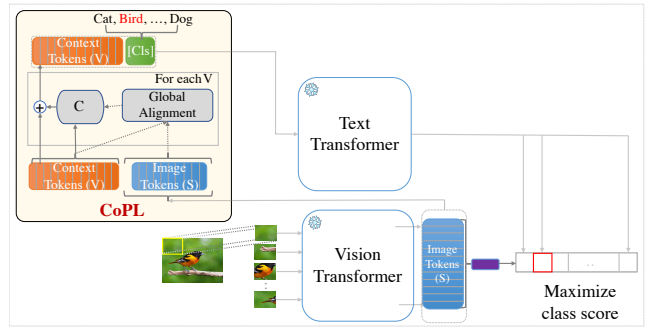 Cat, Bird, ..., Dog
Context
Tokens (V)
[Cls]
For each V
C
Global
Alignment
Context
Tokens (V)
Image
Tokens (S)
CoPL
Text
Transformer
Vision
Transformer
Image
Tokens
(S)
. .
Maximize
class score